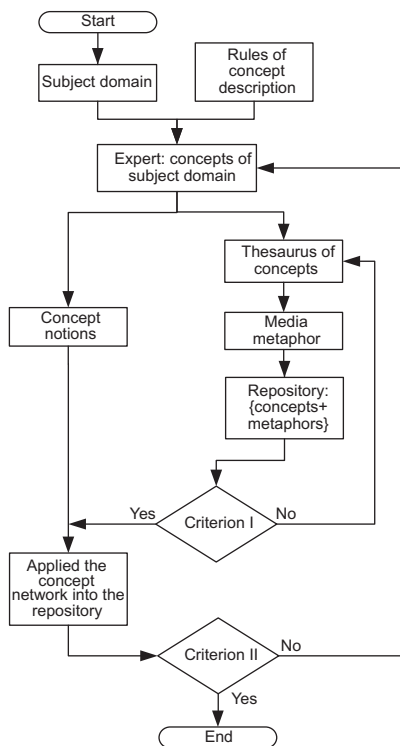 Start
Subject domain
Rules of
concept
description
Expert: concepts of
subject domain
Thesaurus of
concepts
Concept
notions
Media
metaphor
Repository:
{concepts+
metaphors}
Yes
Criterion I
No
Applied the
concept
network into the
repository
Criterion II
No
Yes
End